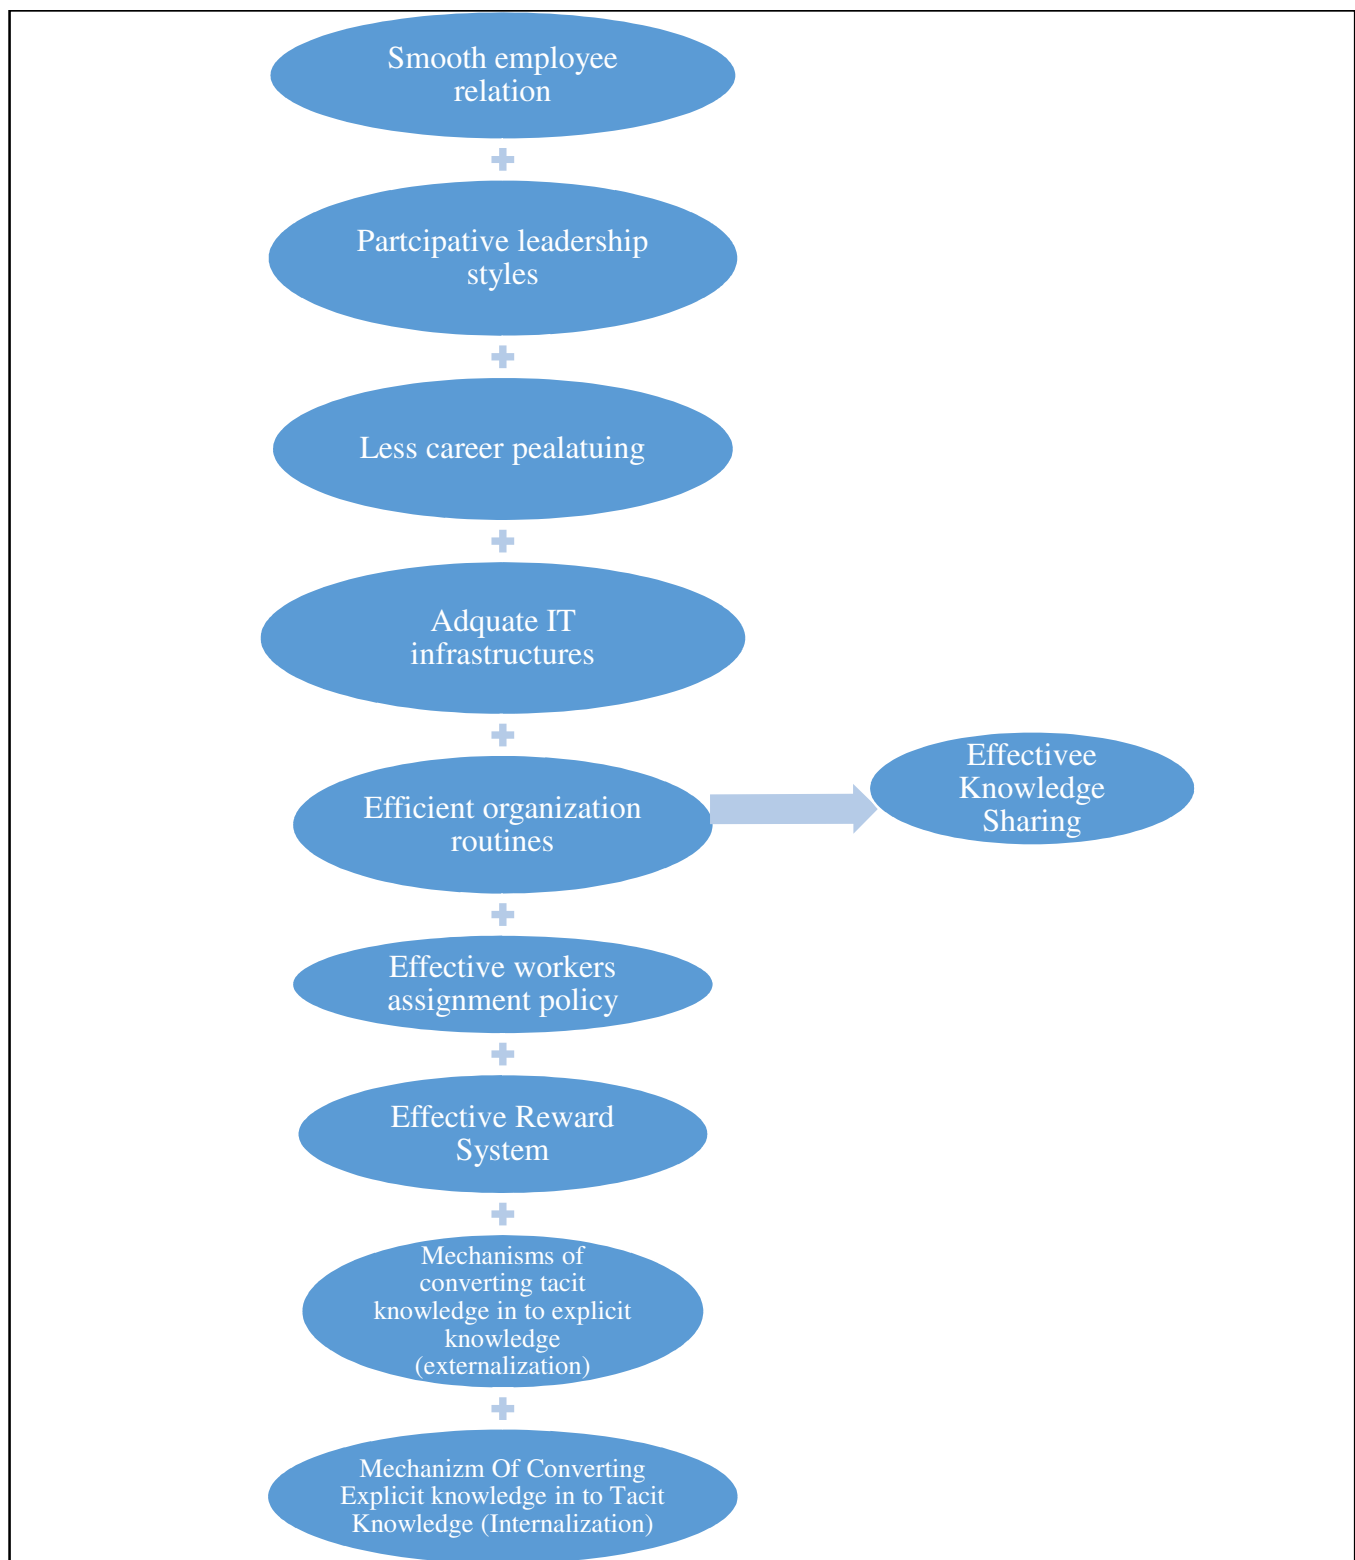 Smooth employee
relation
Partcipative leadership
styles
Less career pealatuing
Adquate IT
infrastructures
Efficient organization
routines
Effectivee
Knowledge
Sharing
Effective workers
assignment policy
Effective Reward
System
Mechanisms of
converting tacit
knowledge in to explicit
knowledge
(externalization)
Mechanizm Of Converting
Explicit knowledge in to Tacit
Knowledge (Internalization)